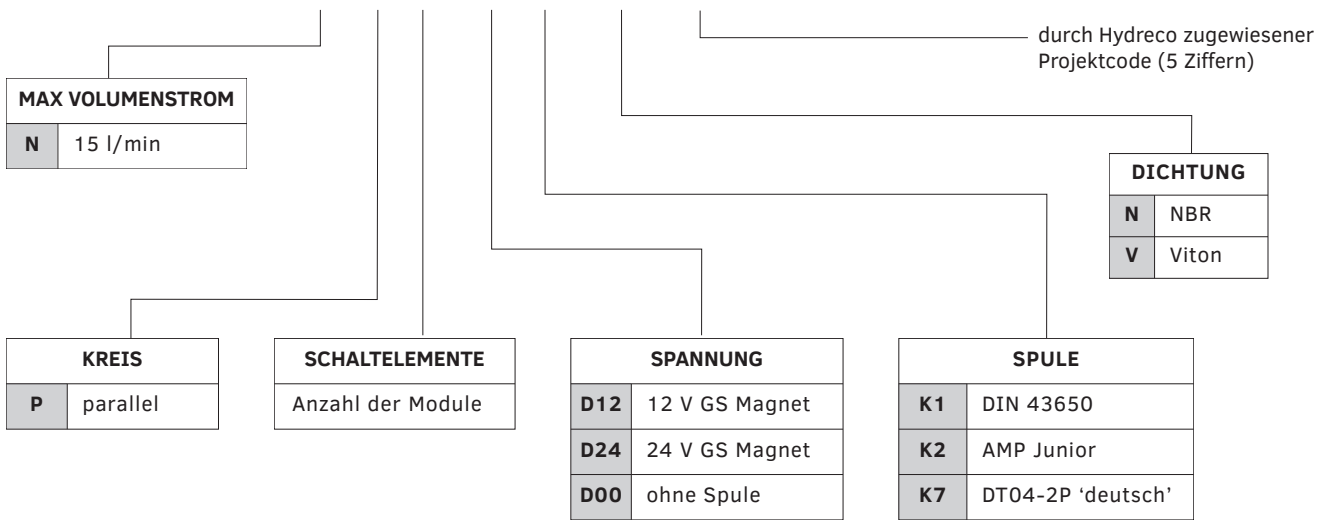 durch Hydreco zugewiesener
Projektcode (5 Ziffern)
MAX VOLUMENSTROM
N 15 l/min
DICHTUNG
N NBR
V Viton
KREIS
P parallel
SCHALTELEMENTE
Anzahl der Module
SPANNUNG
D12 12 V GS Magnet
D24 24 V GS Magnet
D00 ohne Spule
SPULE
K1 DIN 43650
K2 AMP Junior
K7 DT04-2P ‘deutsch’